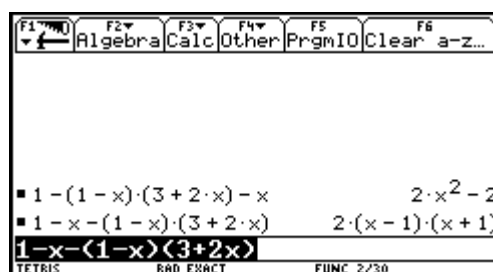 F1 F2▼ F3▼ F4▼ F5 F6
Algebra Calc Other PrgmIO Clear a-z…
▪ 1-(1-x)·(3+2·x)-x 2·x²-2
▪ 1-x-(1-x)·(3+2·x) 2·(x-1)·(x+1)
1-x-(1-x)(3+2x)
TETRIS RAD EXACT FUNC 2/30